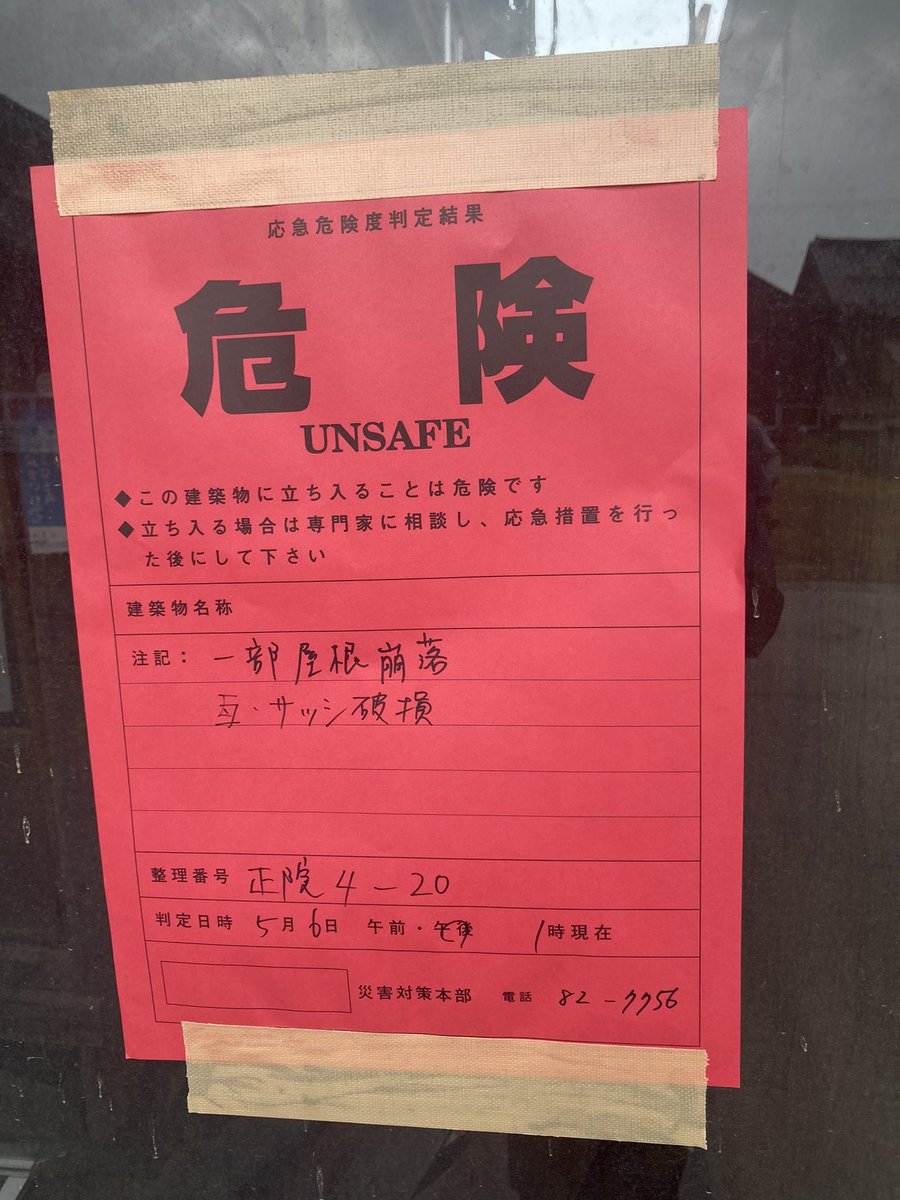 応急危険度判定結果
危険
UNSAFE
◆この建築物に立ち入ることは危険です
◆立ち入る場合は専門家に相談し、応急措置を行っ
た後にして下さい
建築物名称
注記：一部屋根崩落
・サッシ破損
整理番号 正院4-20
判定日時 5月6日 午前・午後 1時現在
災害対策本部 電話 82-7756